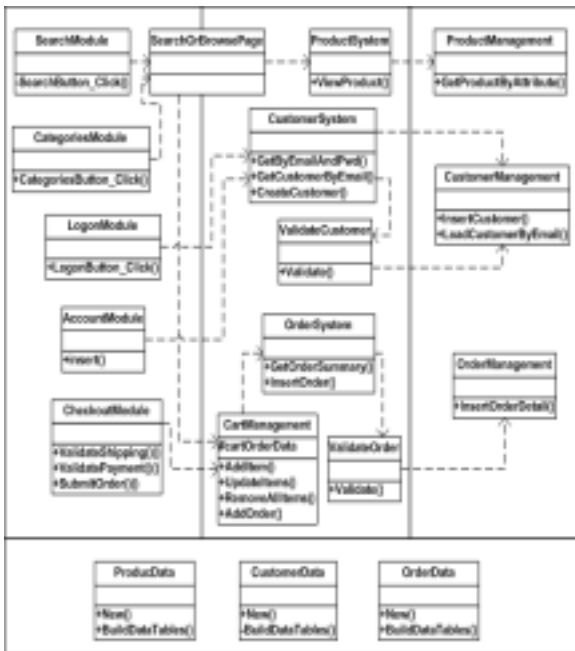 SearchModule
-SearchButton_Click()
SearchOrBrowsePage
ProductSystem
+ViewProduct()
ProductManagement
+GetProductByAttribute()
CategoriesModule
+CategoriesButton_Click()
CustomerSystem
+GetByEmailAndPwd()
+GetCustomerByEmail()
+CreateCustomer()
CustomerManagement
+InsertCustomer()
+LoadCustomerByEmail()
LogonModule
+LogonButton_Click()
ValidateCustomer
+Validate()
AccountModule
+insert()
OrderSystem
+GetOrderSummary()
+InsertOrder()
OrderManagement
+InsertOrderDetail()
CheckoutModule
+ValidateShipping()
+ValidatePayment()
+SubmitOrder()
CartManagement
#cartOrderData
+AddItem()
+UpdateItems()
+RemoveAllItems()
+AddOrder()
ValidateOrder
+Validate()
ProducData
+New()
+BuildDataTables()
CustomerData
+New()
-BuildDataTables()
OrderData
+New()
+BuildDataTables()